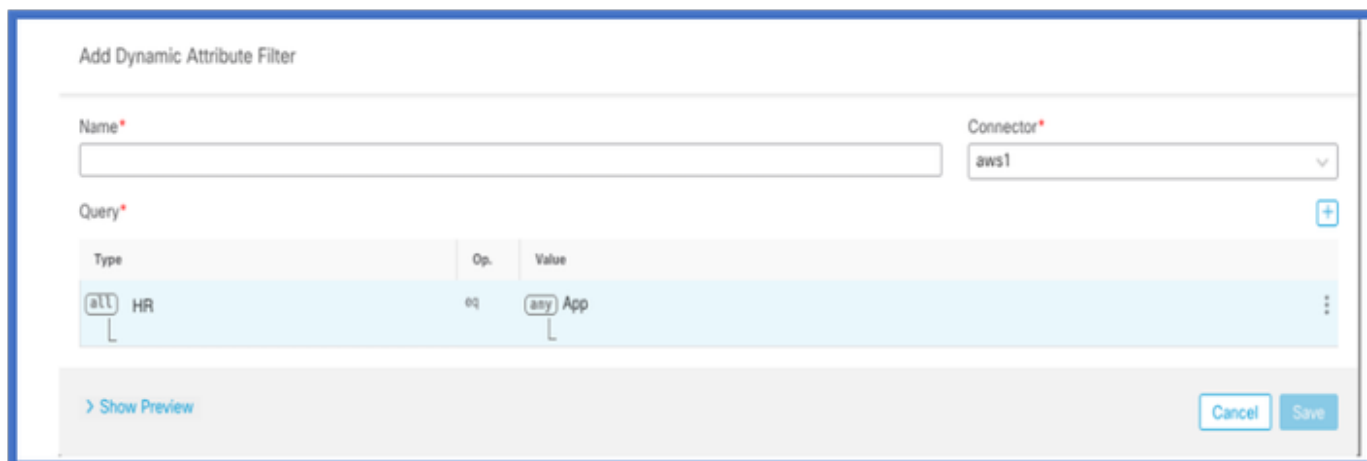 Add Dynamic Attribute Filter
Name* Connector*
aws1
Query*
Type Op. Value
all HR eq any App
> Show Preview Cancel Save